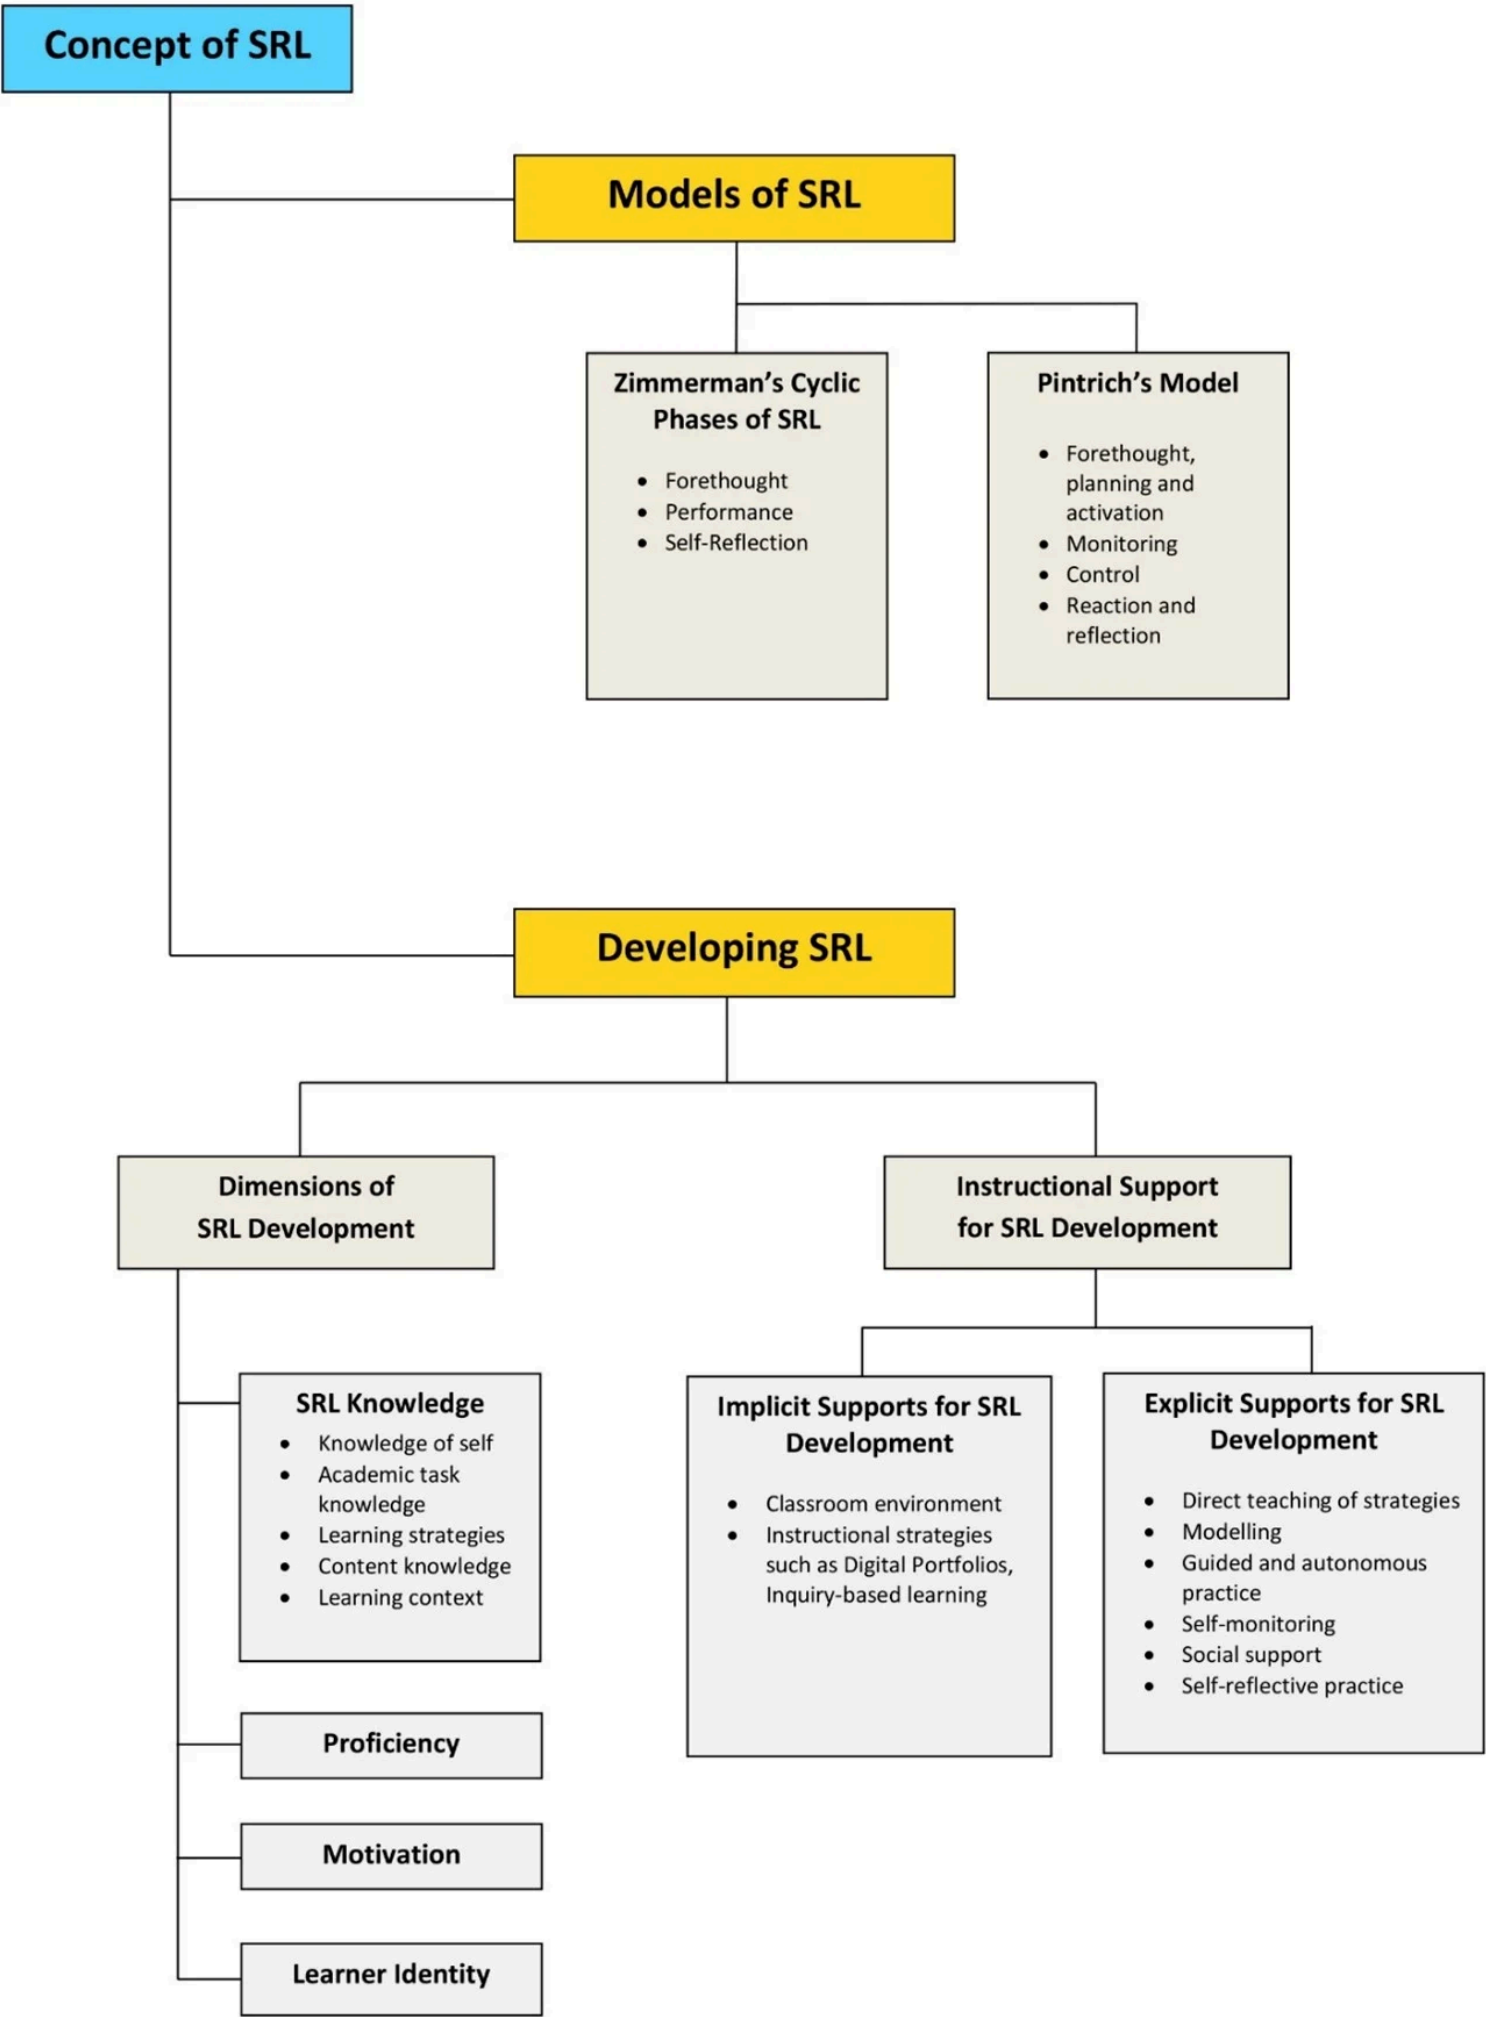 Concept of SRL
Models of SRL
Zimmerman’s Cyclic
Phases of SRL
• Forethought
• Performance
• Self-Reflection
Pintrich’s Model
• Forethought,
planning and
activation
• Monitoring
• Control
• Reaction and
reflection
Developing SRL
Dimensions of
SRL Development
SRL Knowledge
• Knowledge of self
• Academic task
knowledge
• Learning strategies
• Content knowledge
• Learning context
Proficiency
Motivation
Learner Identity
Instructional Support
for SRL Development
Implicit Supports for SRL
Development
• Classroom environment
• Instructional strategies
such as Digital Portfolios,
Inquiry-based learning
Explicit Supports for SRL
Development
• Direct teaching of strategies
• Modelling
• Guided and autonomous
practice
• Self-monitoring
• Social support
• Self-reflective practice